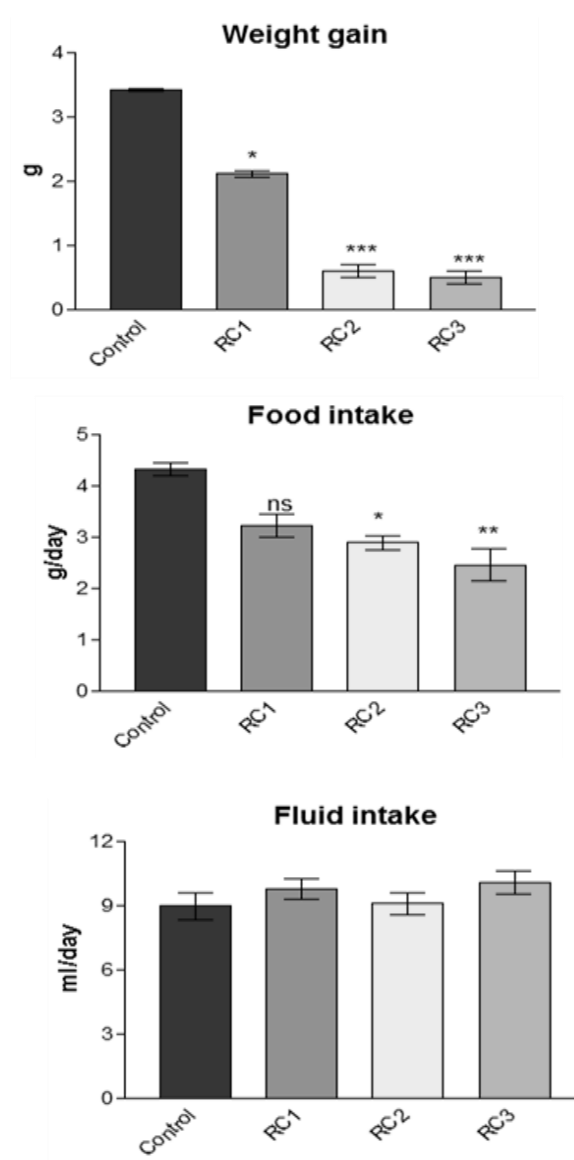 Weight gain
4
3
2
1
0
g
*
***
***
Control
RC1
RC2
RC3
Food intake
5
4
3
2
1
0
g/day
ns
*
**
Control
RC1
RC2
RC3
Fluid intake
12
9
6
3
0
ml/day
Control
RC1
RC2
RC3